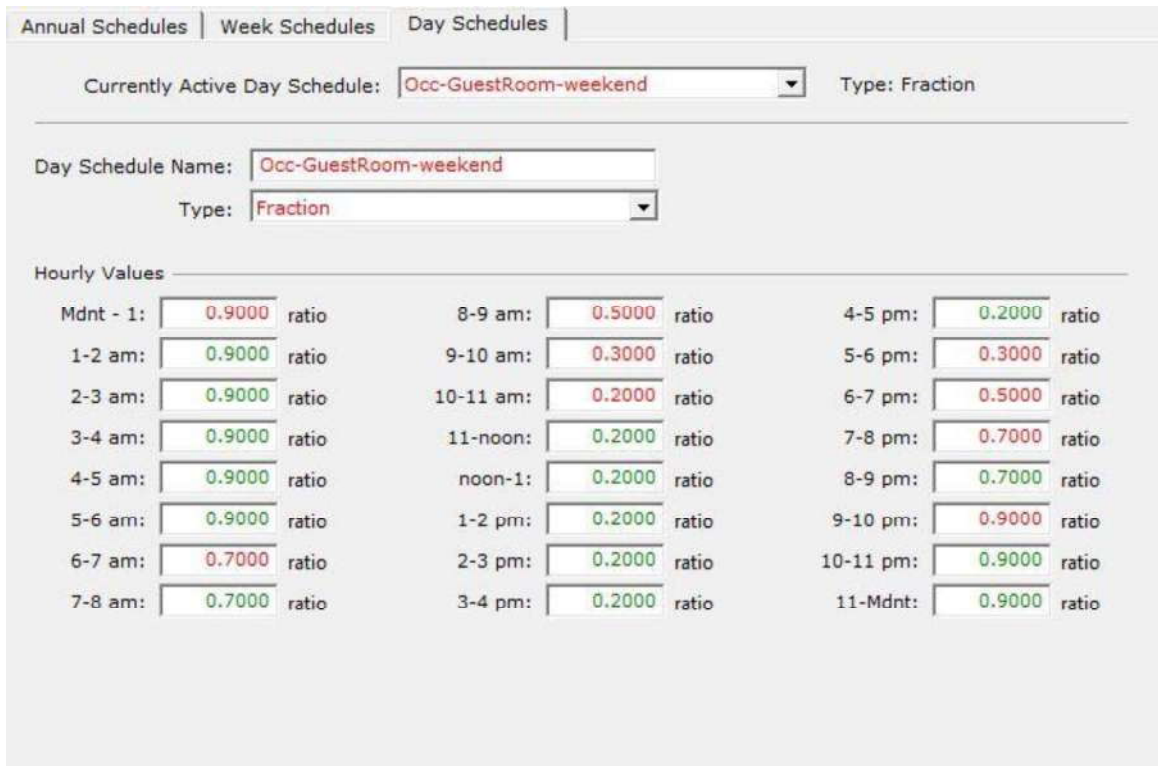 Annual Schedules Week Schedules Day Schedules
Currently Active Day Schedule: Occ-GuestRoom-weekend Type: Fraction
Day Schedule Name: Occ-GuestRoom-weekend
Type: Fraction
Hourly Values
Mdnt - 1: 0.9000 ratio 8-9 am: 0.5000 ratio 4-5 pm: 0.2000 ratio
1-2 am: 0.9000 ratio 9-10 am: 0.3000 ratio 5-6 pm: 0.3000 ratio
2-3 am: 0.9000 ratio 10-11 am: 0.2000 ratio 6-7 pm: 0.5000 ratio
3-4 am: 0.9000 ratio 11-noon: 0.2000 ratio 7-8 pm: 0.7000 ratio
4-5 am: 0.9000 ratio noon-1: 0.2000 ratio 8-9 pm: 0.7000 ratio
5-6 am: 0.9000 ratio 1-2 pm: 0.2000 ratio 9-10 pm: 0.9000 ratio
6-7 am: 0.7000 ratio 2-3 pm: 0.2000 ratio 10-11 pm: 0.9000 ratio
7-8 am: 0.7000 ratio 3-4 pm: 0.2000 ratio 11-Mdnt: 0.9000 ratio